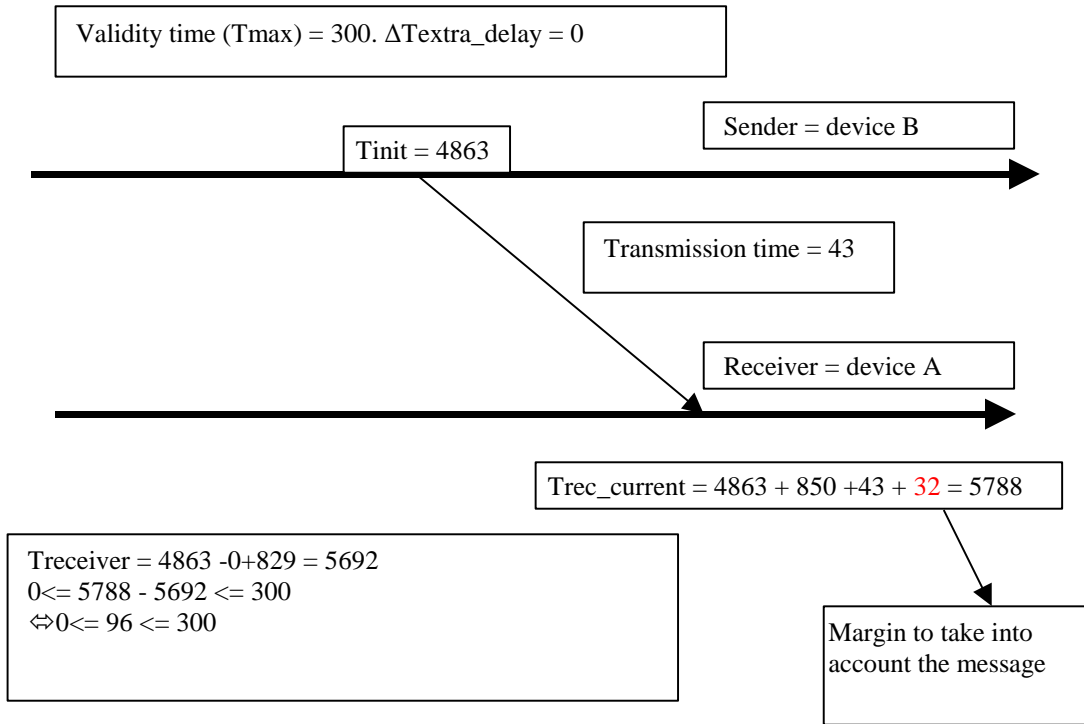 Validity time (Tmax) = 300. ΔTextra_delay = 0
Sender = device B
Tinit = 4863
Transmission time = 43
Receiver = device A
Trec_current = 4863 + 850 +43 + 32 = 5788
Treceiver = 4863 -0+829 = 5692
0<= 5788 - 5692 <= 300
⇔0<= 96 <= 300
Margin to take into
account the message